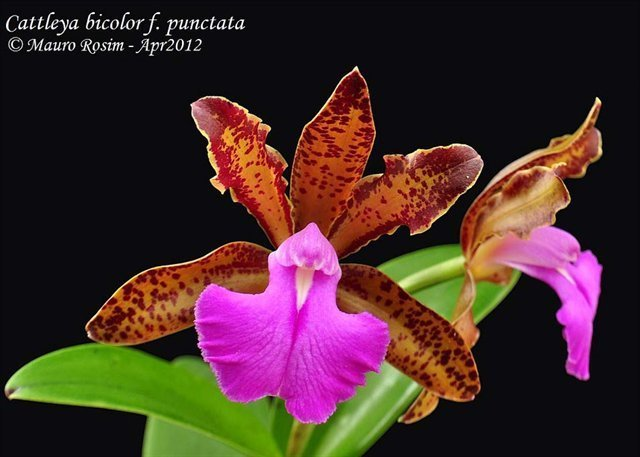 Cattleya bicolor f. punctata
© Mauro Rosim - Apr2012